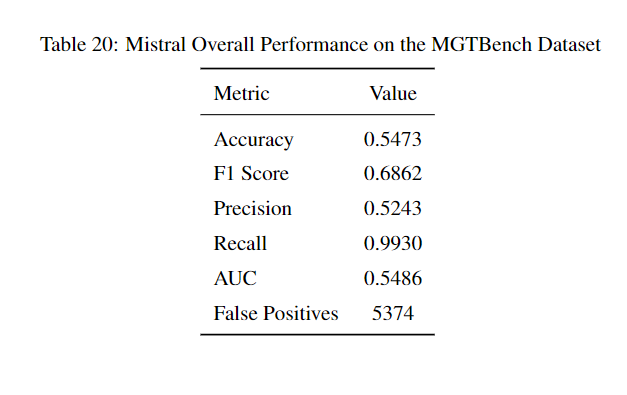 Table 20: Mistral Overall Performance on the MGTBench Dataset
Metric Value
Accuracy 0.5473
F1 Score 0.6862
Precision 0.5243
Recall 0.9930
AUC 0.5486
False Positives 5374